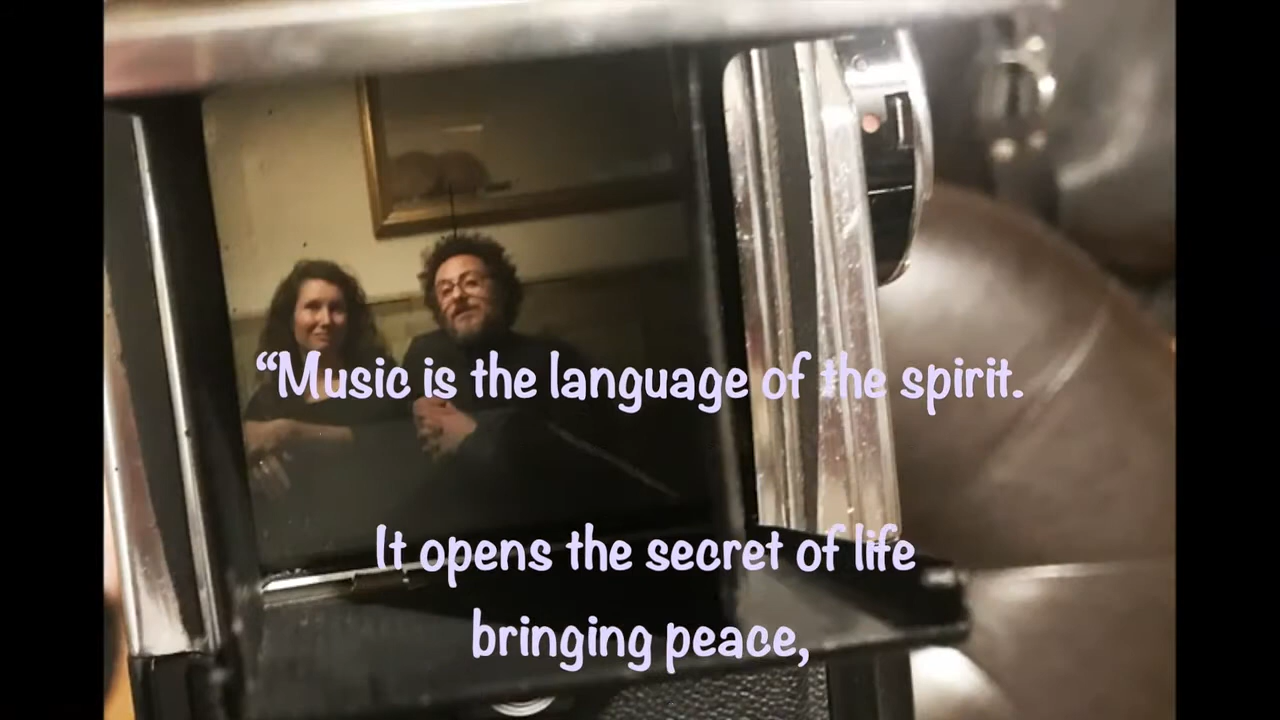 “Music is the language of the spirit.
It opens the secret of life
bringing peace,